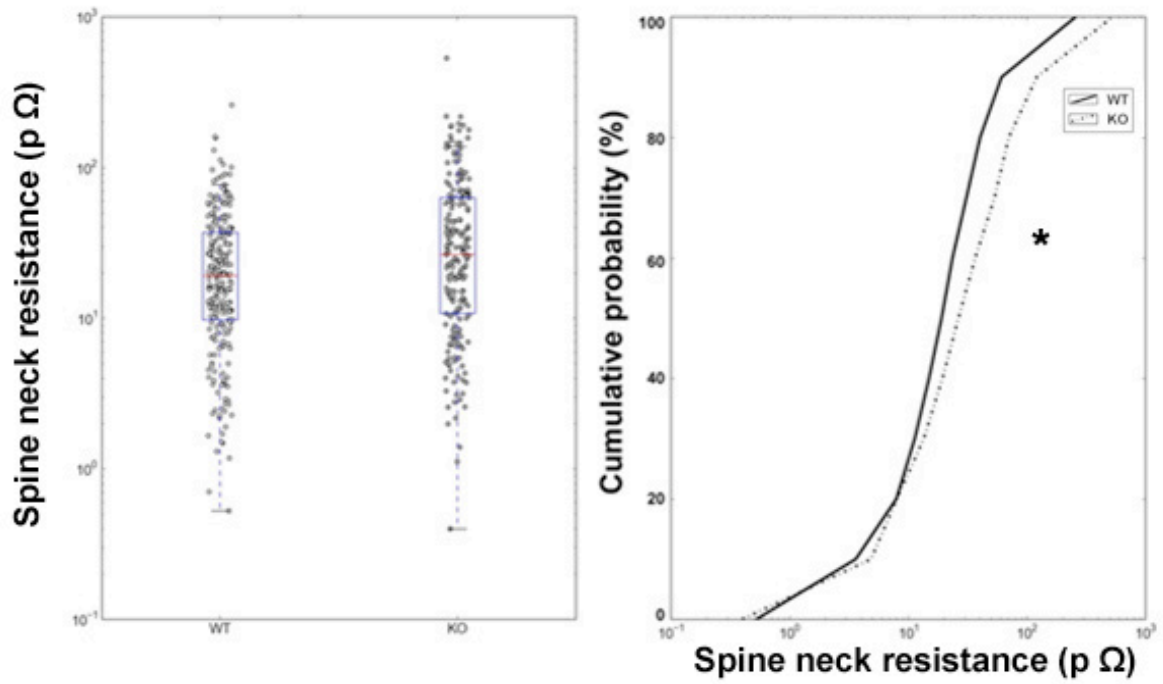 Spine neck resistance (p Ω)
10³
10²
10¹
10⁰
10⁻¹
WT
KO
Cumulative probability (%)
100
80
60
40
20
0
WT
KO
*
10⁻¹
10⁰
10¹
10²
10³
Spine neck resistance (p Ω)